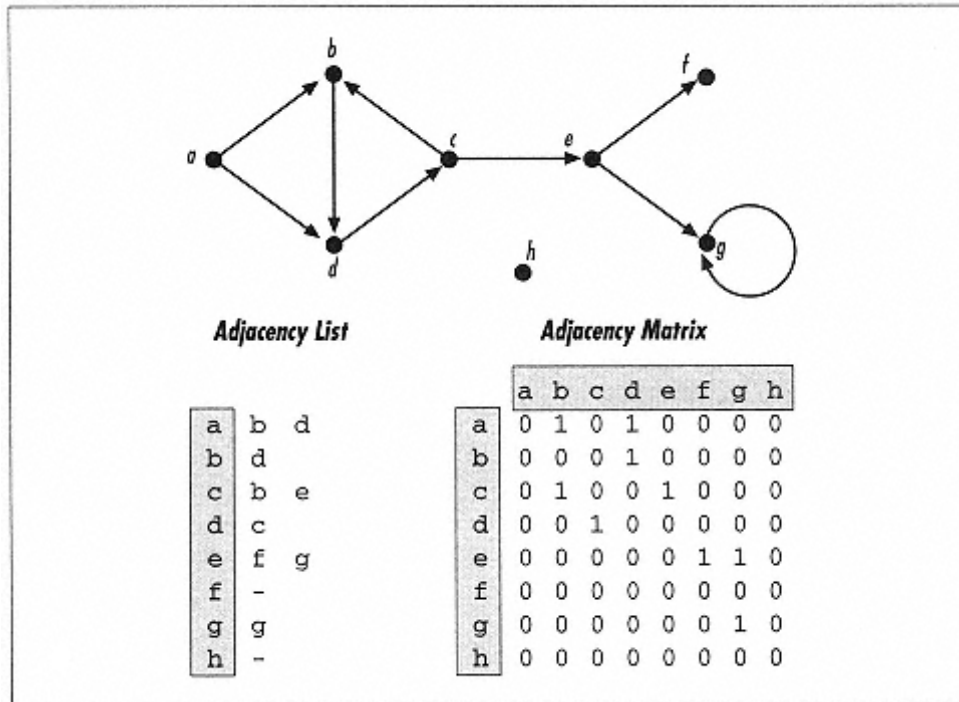 b
f
a
c
e
d
h
g
Adjacency List
Adjacency Matrix
a b c d e f g h
a b d
b d
c b e
d c
e f g
f -
g g
h -
a 0 1 0 1 0 0 0 0
b 0 0 0 1 0 0 0 0
c 0 1 0 0 1 0 0 0
d 0 0 1 0 0 0 0 0
e 0 0 0 0 0 1 1 0
f 0 0 0 0 0 0 0 0
g 0 0 0 0 0 0 1 0
h 0 0 0 0 0 0 0 0